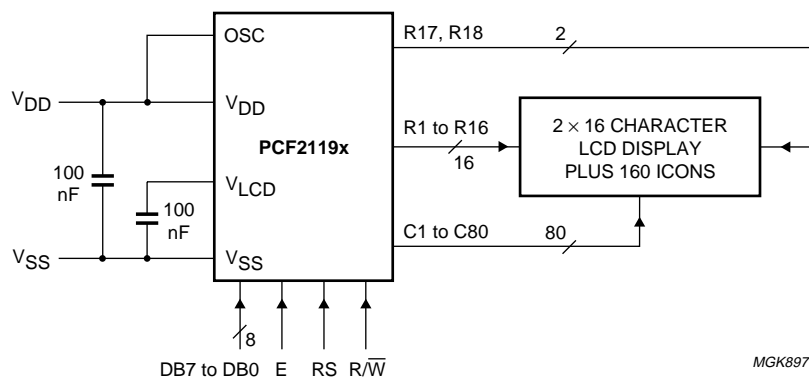 OSC
R17, R18
2
VDD
VDD
R1 to R16
16
2 × 16 CHARACTER
LCD DISPLAY
PLUS 160 ICONS
PCF2119x
100
nF
VLCD
100
nF
C1 to C80
80
VSS
VSS
8
DB7 to DB0
E
RS
R/W̅
MGK897